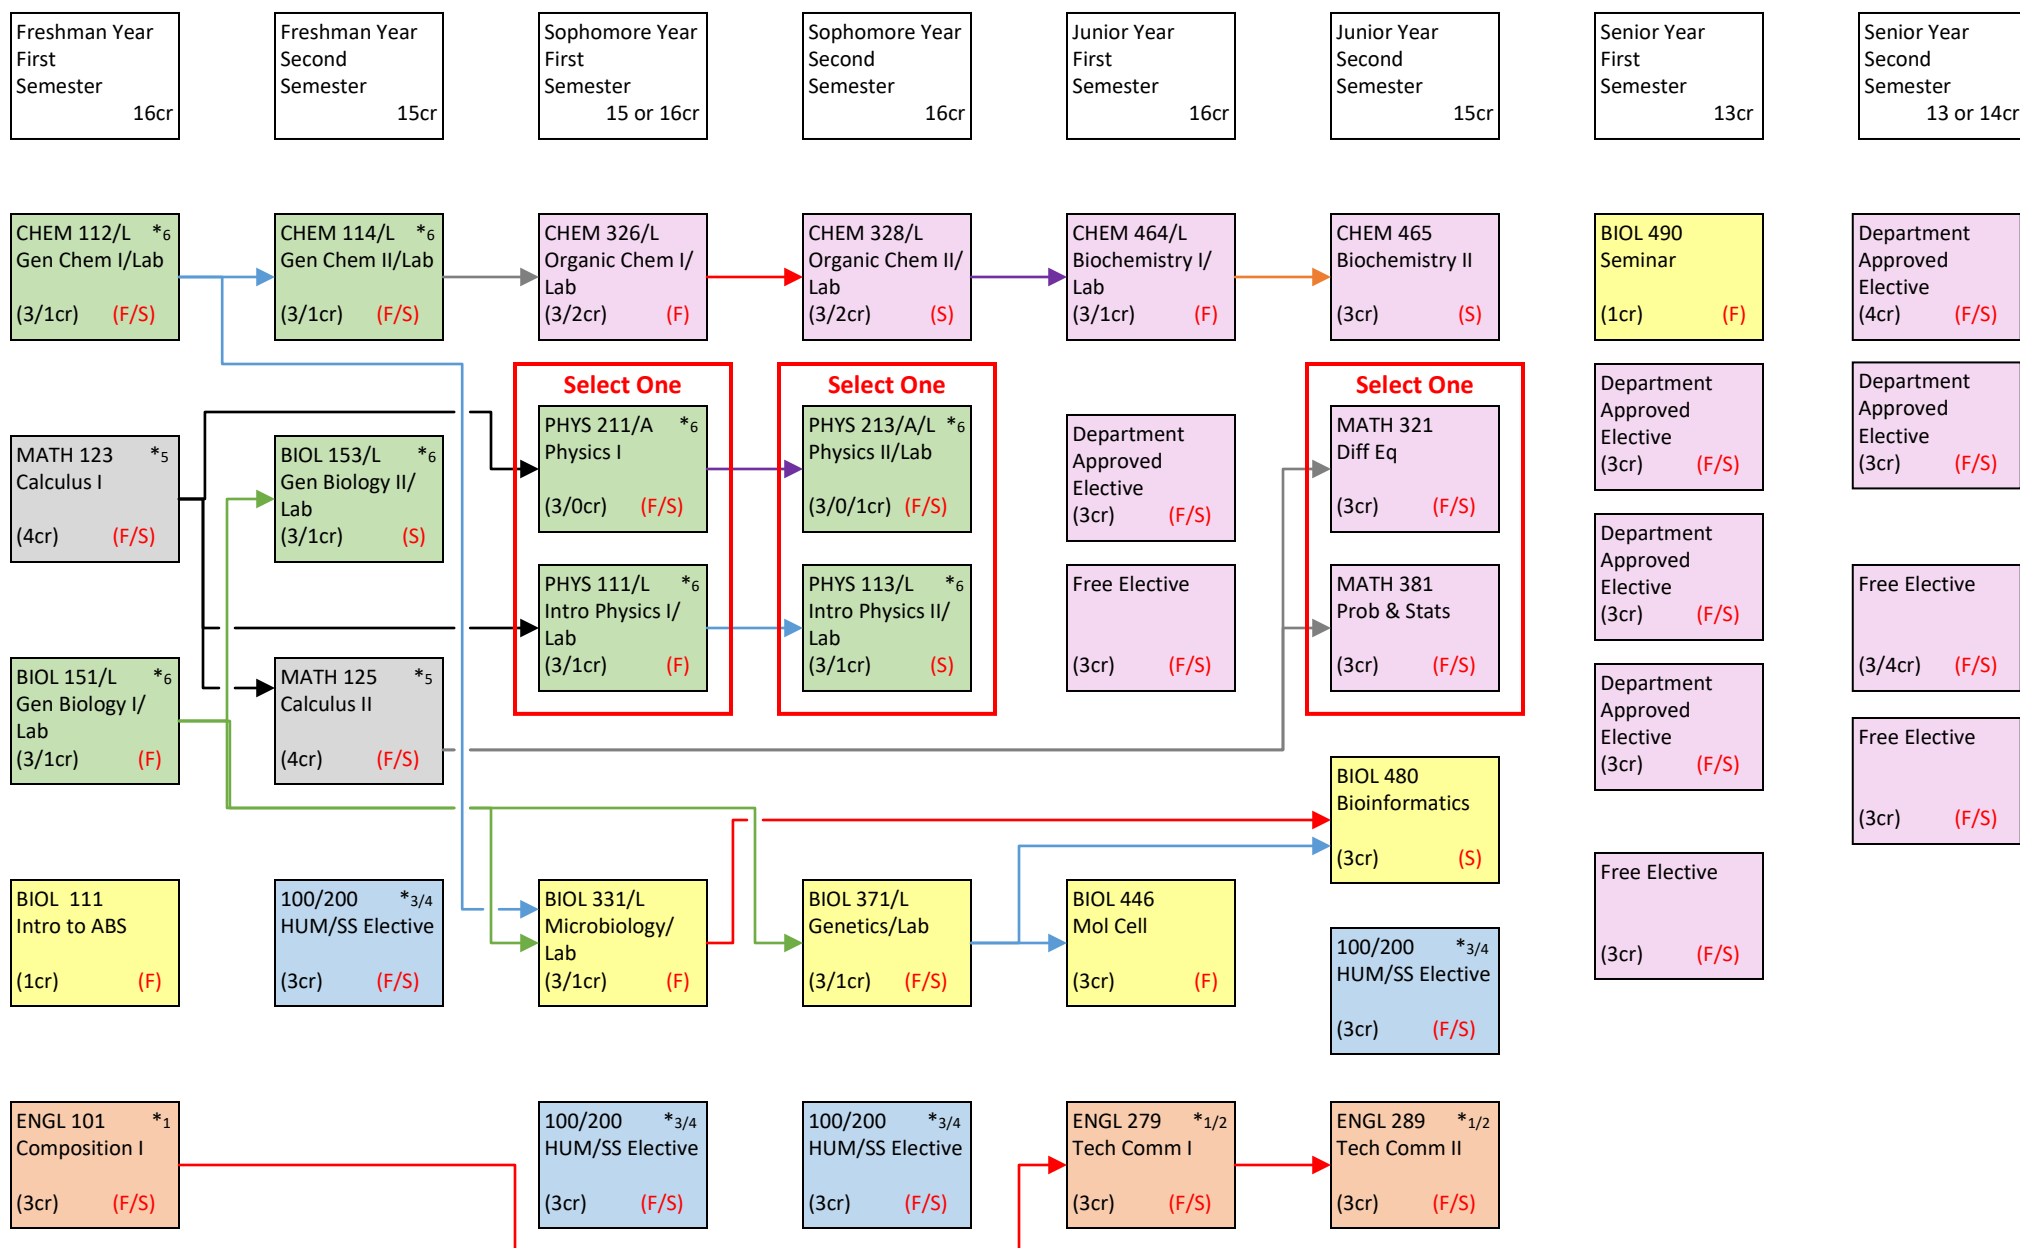 Freshman Year
First
Semester
16cr
Freshman Year
Second
Semester
15cr
Sophomore Year
First
Semester
15 or 16cr
Sophomore Year
Second
Semester
16cr
Junior Year
First
Semester
16cr
Junior Year
Second
Semester
15cr
Senior Year
First
Semester
13cr
Senior Year
Second
Semester
13 or 14cr
CHEM 112/L *6
Gen Chem I/Lab
(3/1cr) (F/S)
CHEM 114/L *6
Gen Chem II/Lab
(3/1cr) (F/S)
CHEM 326/L
Organic Chem I/
Lab
(3/2cr) (F)
CHEM 328/L
Organic Chem II/
Lab
(3/2cr) (S)
CHEM 464/L
Biochemistry I/
Lab
(3/1cr) (F)
CHEM 465
Biochemistry II
(3cr) (S)
BIOL 490
Seminar
(1cr) (F)
Department
Approved
Elective
(4cr) (F/S)
MATH 123 *5
Calculus I
(4cr) (F/S)
BIOL 153/L *6
Gen Biology II/
Lab
(3/1cr) (S)
Select One
PHYS 211/A *6
Physics I
(3/0cr) (F/S)
PHYS 111/L *6
Intro Physics I/
Lab
(3/1cr) (F)
Select One
PHYS 213/A/L *6
Physics II/Lab
(3/0/1cr) (F/S)
PHYS 113/L *6
Intro Physics II/
Lab
(3/1cr) (S)
Department
Approved
Elective
(3cr) (F/S)
Free Elective
(3cr) (F/S)
Select One
MATH 321
Diff Eq
(3cr) (F/S)
MATH 381
Prob & Stats
(3cr) (F/S)
Department
Approved
Elective
(3cr) (F/S)
Department
Approved
Elective
(3cr) (F/S)
Department
Approved
Elective
(3cr) (F/S)
Department
Approved
Elective
(3cr) (F/S)
Free Elective
(3/4cr) (F/S)
Free Elective
(3cr) (F/S)
BIOL 151/L *6
Gen Biology I/
Lab
(3/1cr) (F)
MATH 125 *5
Calculus II
(4cr) (F/S)
BIOL 480
Bioinformatics
(3cr) (S)
BIOL 111
Intro to ABS
(1cr) (F)
100/200 *3/4
HUM/SS Elective
(3cr) (F/S)
BIOL 331/L
Microbiology/
Lab
(3/1cr) (F)
BIOL 371/L
Genetics/Lab
(3/1cr) (F/S)
BIOL 446
Mol Cell
(3cr) (F)
100/200 *3/4
HUM/SS Elective
(3cr) (F/S)
Free Elective
(3cr) (F/S)
ENGL 101 *1
Composition I
(3cr) (F/S)
100/200 *3/4
HUM/SS Elective
(3cr) (F/S)
100/200 *3/4
HUM/SS Elective
(3cr) (F/S)
ENGL 279 *1/2
Tech Comm I
(3cr) (F/S)
ENGL 289 *1/2
Tech Comm II
(3cr) (F/S)